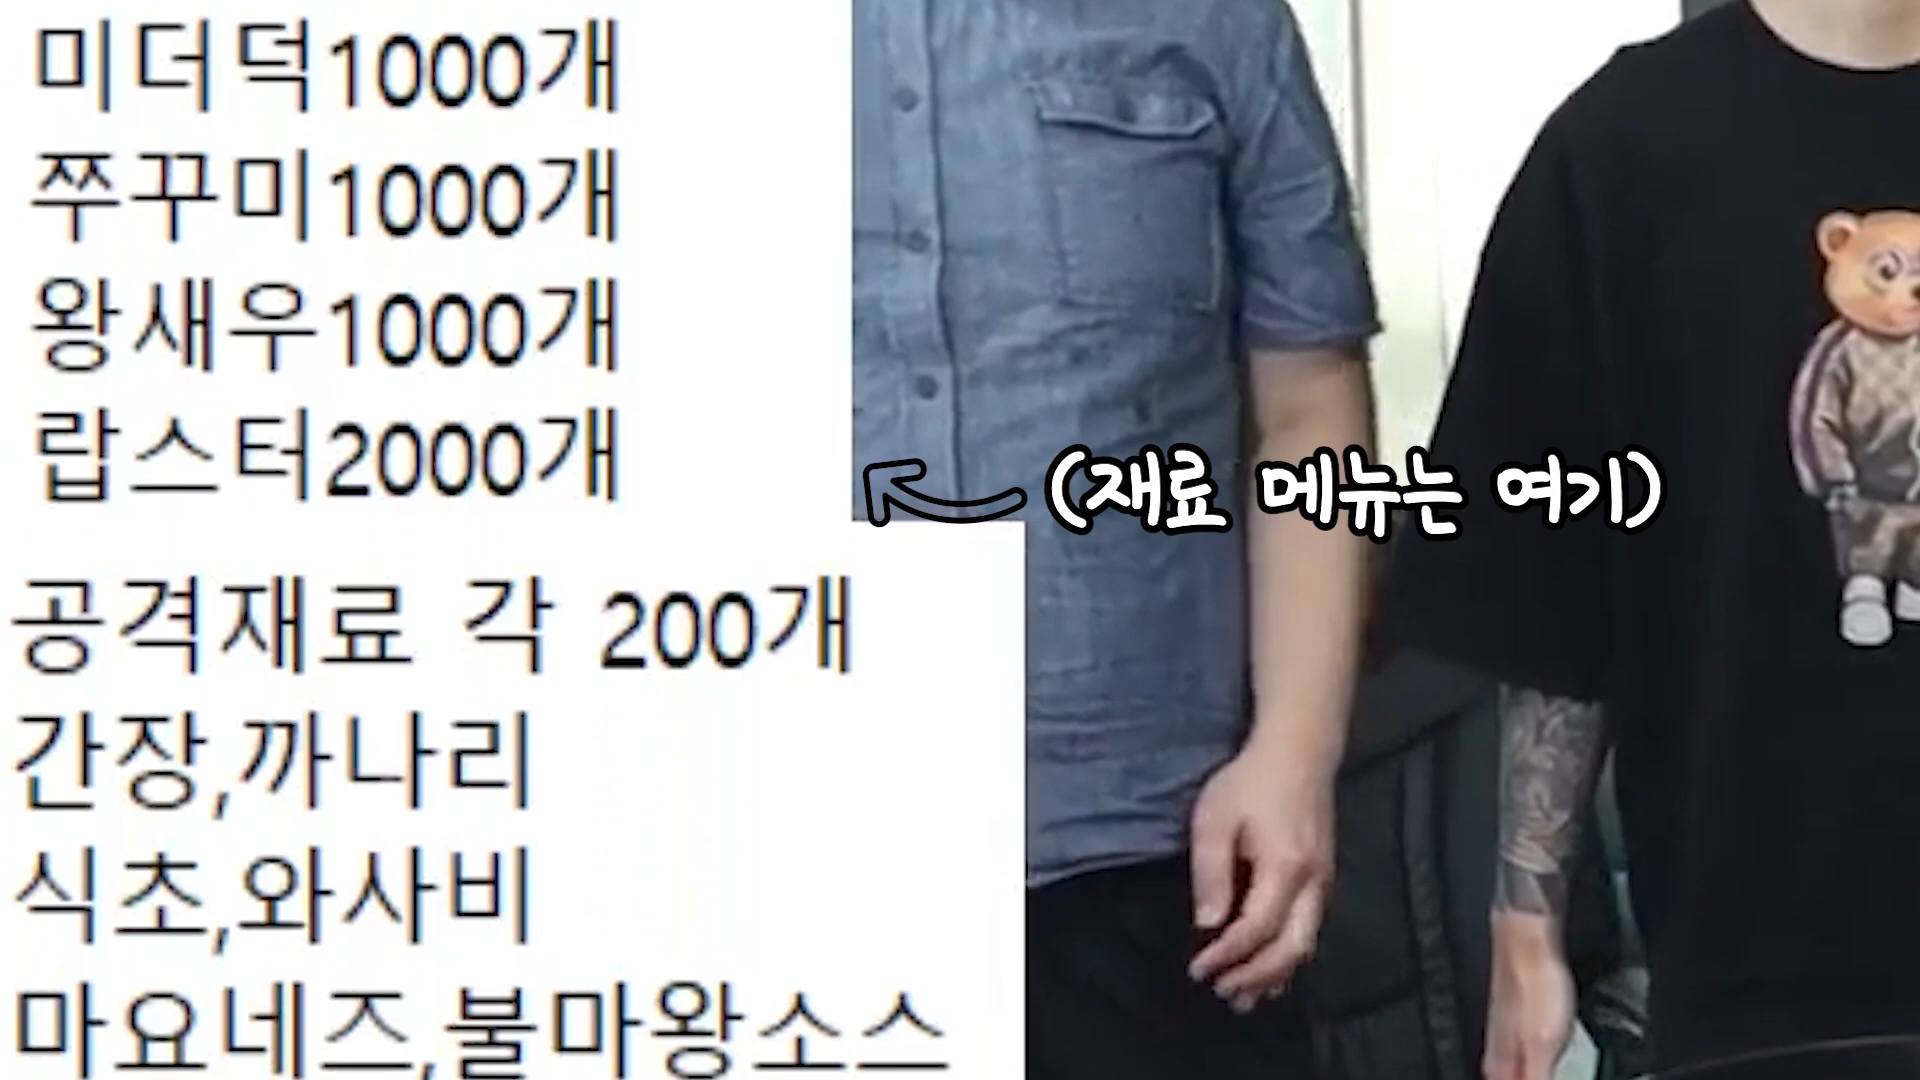 미더덕1000개
쭈꾸미1000개
왕새우1000개
랍스터2000개
(재료 메뉴는 여기)
공격재료 각 200개
간장,까나리
식초,와사비
마요네즈,불마왕소스